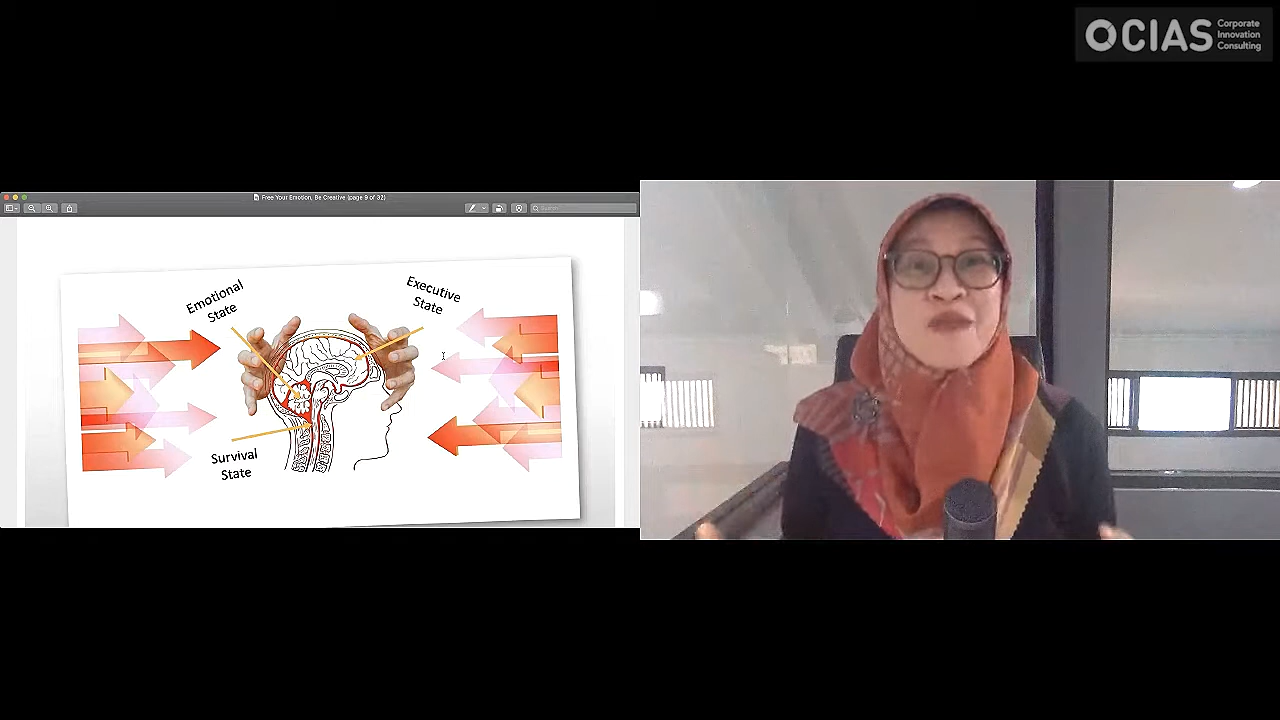 OCIAS
Corporate
Innovation
Consulting
Free Your Emotion, Be Creative (page 9 of 32)
Search
Emotional
State
Executive
State
Survival
State